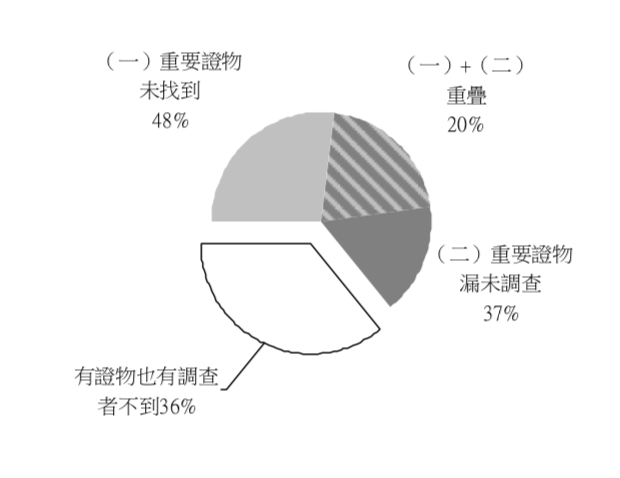 （一）重要證物
未找到
48%
（一）+（二）
重疊
20%
（二）重要證物
漏未調查
37%
有證物也有調查
者不到36%